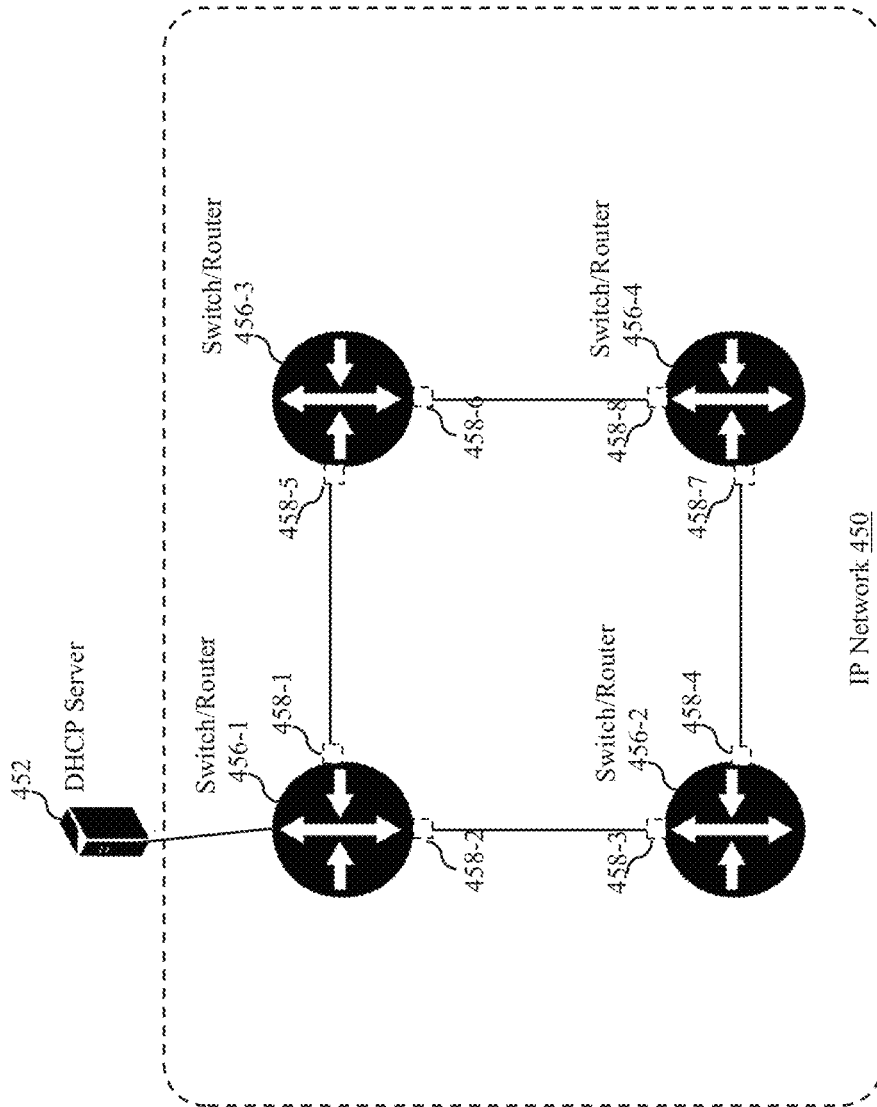 452
DHCP Server
Switch/Router
456-1
458-1
458-2
Switch/Router
456-3
458-5
458-6
Switch/Router
456-2
458-3
458-4
Switch/Router
456-4
458-8
458-7
IP Network 450